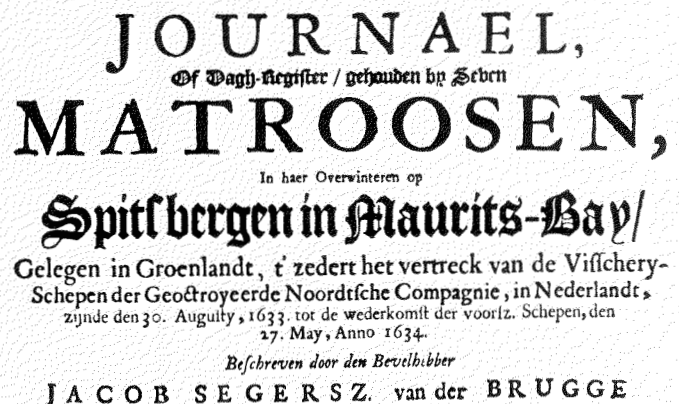 JOURNAEL,
Of Dagh-Register / gehouden by Seven
MATROOSEN,
In haer Overwinteren op
Spitsbergen in Maurits-Bay/
Gelegen in Groenlandt, t' zedert het vertreck van de Visschery-
Schepen der Geoctroyeerde Noordtsche Compagnie, in Nederlandt,
zijnde den 30. Augusty, 1633. tot de wederkomst der voorsz. Schepen, den
27. May, Anno 1634.
Beschreven door den Bevelhebber
JACOB SEGERSZ. van der BRUGGE